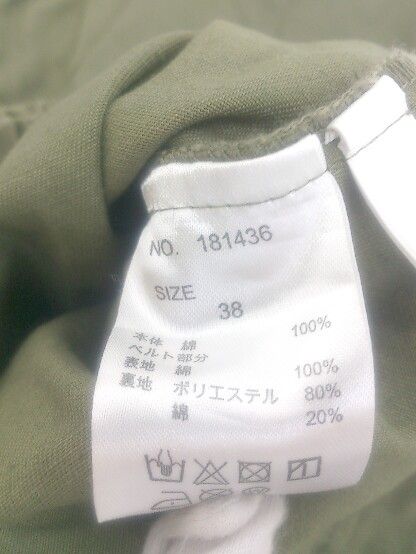 NO. 181436
SIZE
38
本体 綿 100%
ベルト部分
表地 綿 100%
裏地 ポリエステル 80%
綿 20%